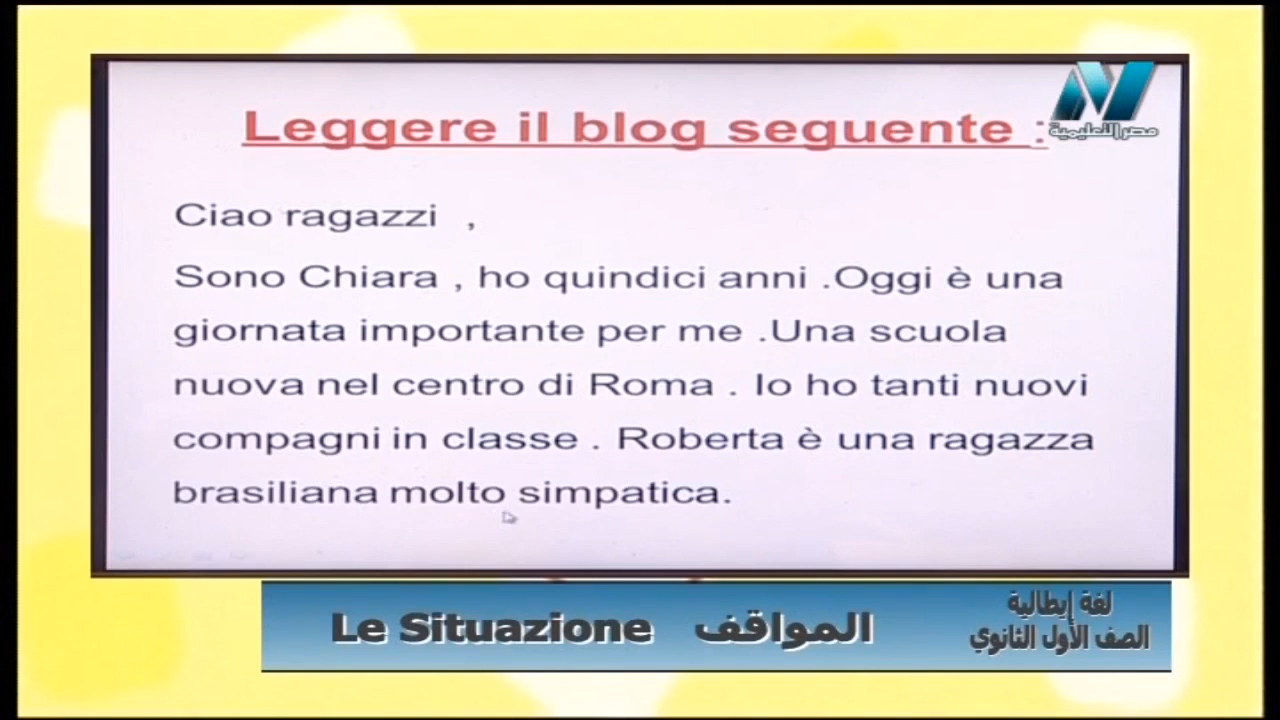 Leggere il blog seguente :
مصر التعليمية
Ciao ragazzi ,
Sono Chiara , ho quindici anni .Oggi è una
giornata importante per me .Una scuola
nuova nel centro di Roma . Io ho tanti nuovi
compagni in classe . Roberta è una ragazza
brasiliana molto simpatica.
Le Situazione المواقف
لغة إيطالية
الصف الأول الثانوي